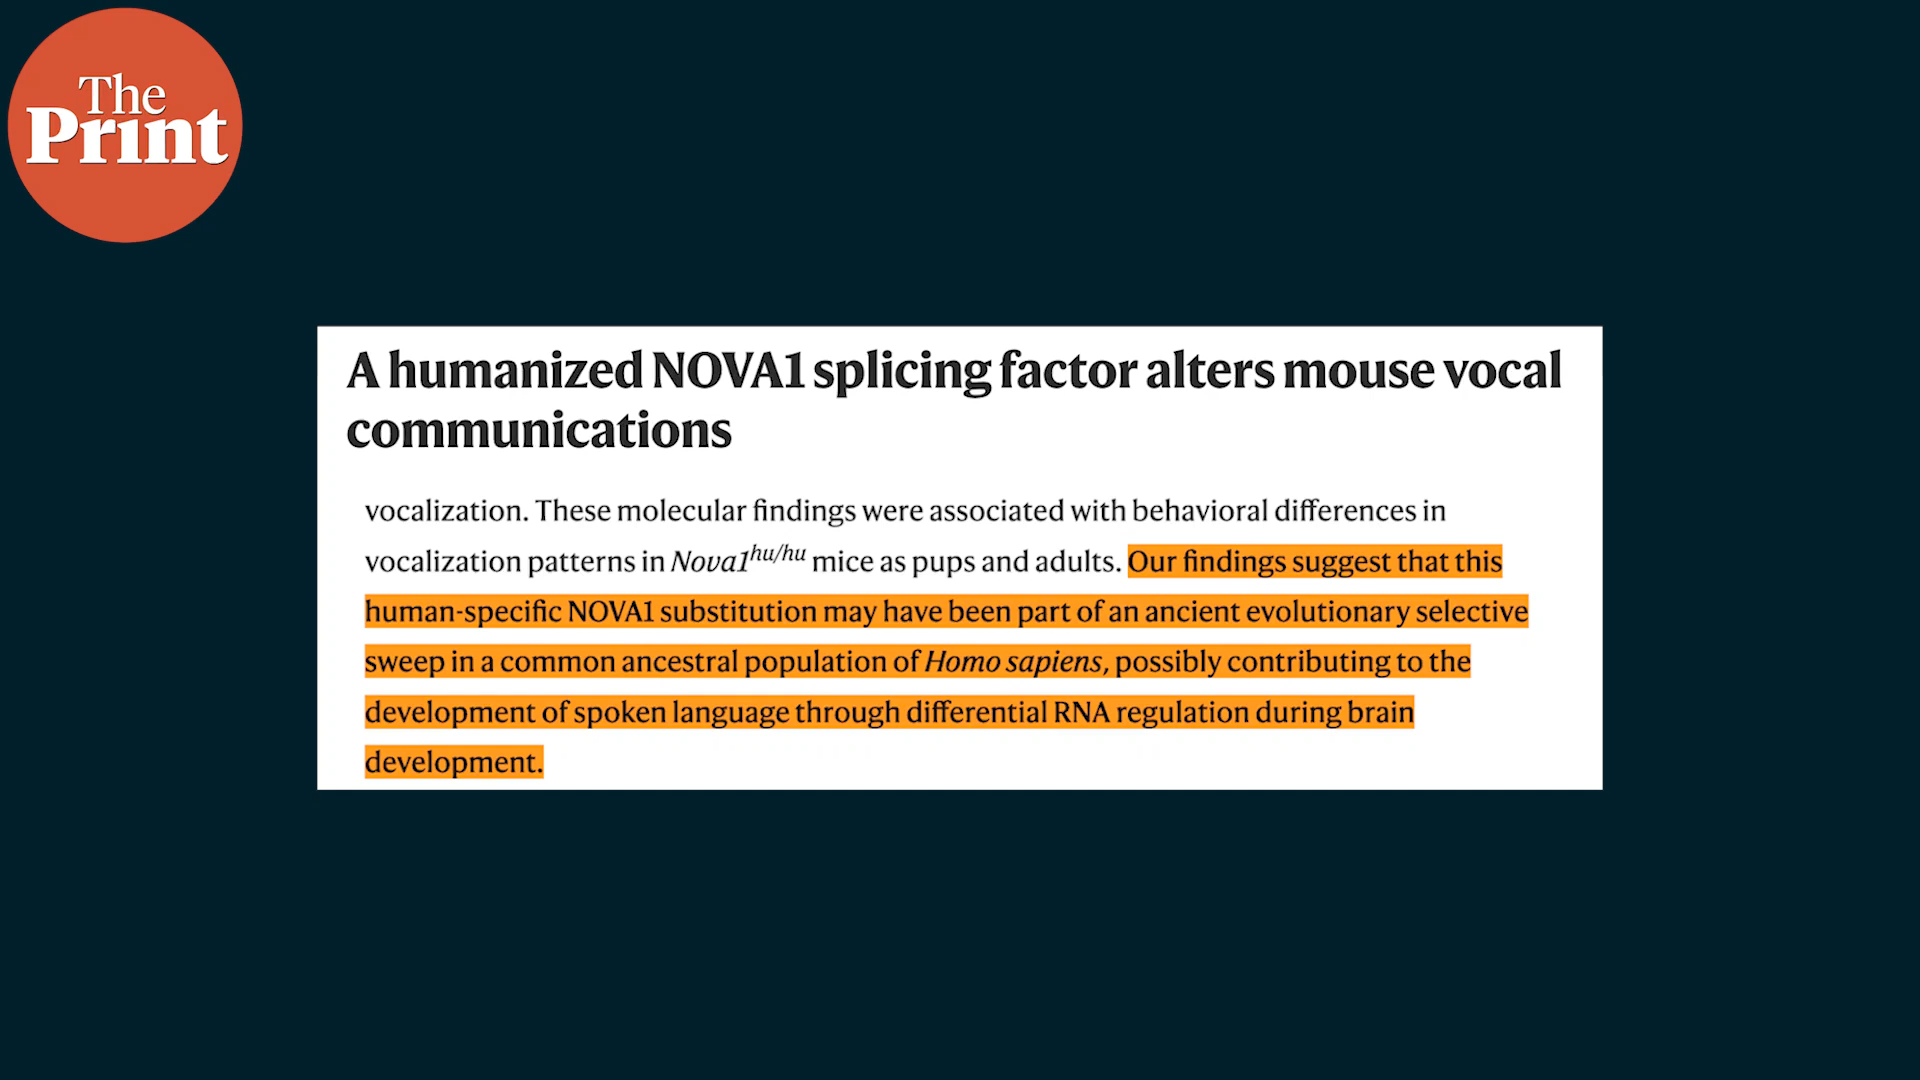 The
Print
A humanized NOVA1 splicing factor alters mouse vocal
communications
vocalization. These molecular findings were associated with behavioral differences in
vocalization patterns in Nova1hu/hu mice as pups and adults. Our findings suggest that this
human-specific NOVA1 substitution may have been part of an ancient evolutionary selective
sweep in a common ancestral population of Homo sapiens, possibly contributing to the
development of spoken language through differential RNA regulation during brain
development.